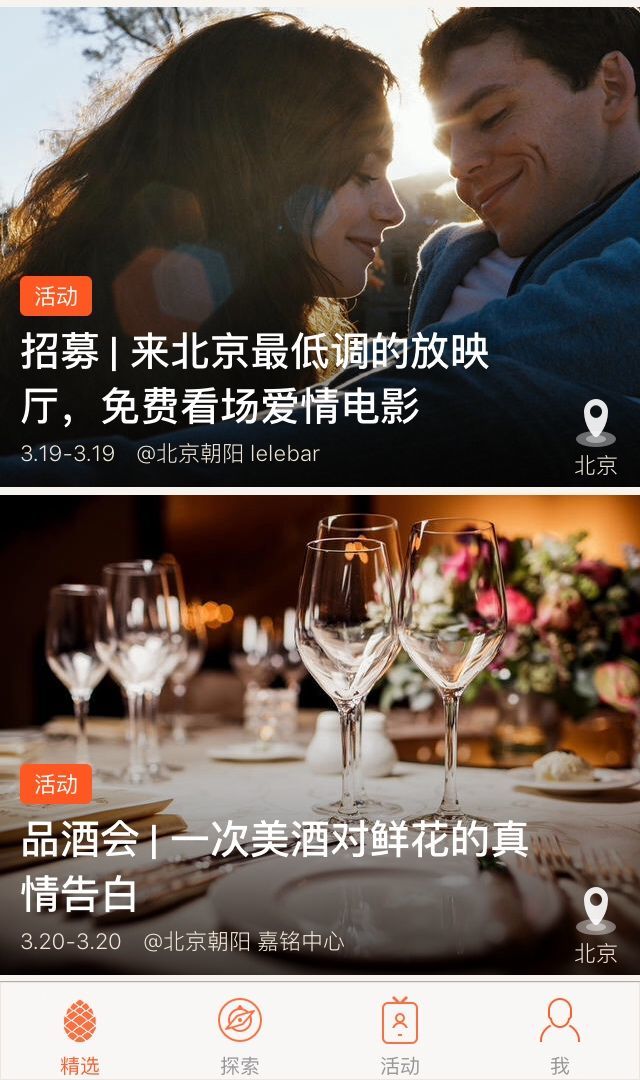 活动
招募 | 来北京最低调的放映
厅，免费看场爱情电影
3.19-3.19 @北京朝阳 lelebar
北京
活动
品酒会 | 一次美酒对鲜花的真
情告白
3.20-3.20 @北京朝阳 嘉铭中心
北京
精选 探索 活动 我